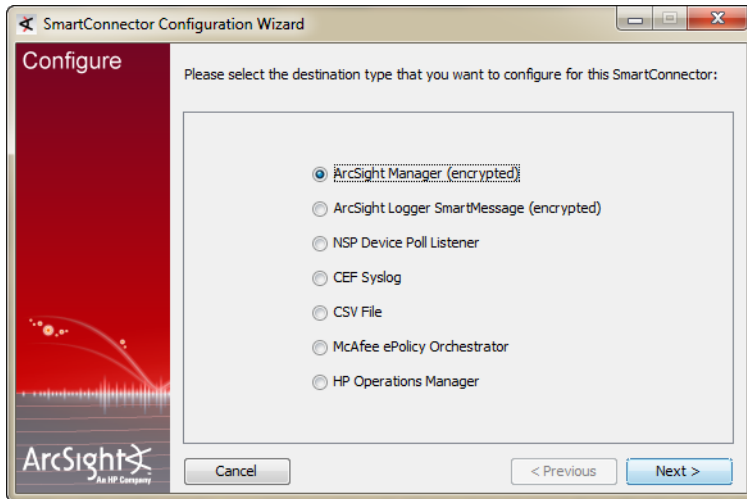 SmartConnector Configuration Wizard
Configure
Please select the destination type that you want to configure for this SmartConnector:
ArcSight Manager (encrypted)
ArcSight Logger SmartMessage (encrypted)
NSP Device Poll Listener
CEF Syslog
CSV File
McAfee ePolicy Orchestrator
HP Operations Manager
ArcSight
An HP Company
Cancel
< Previous
Next >